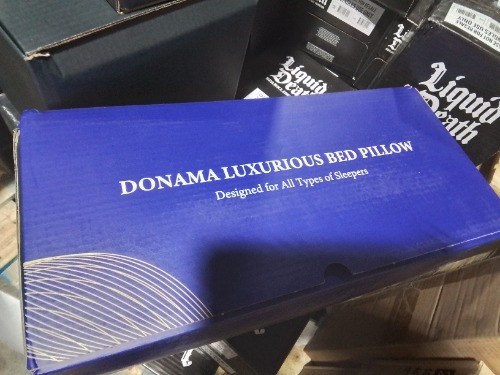 DONAMA LUXURIOUS BED PILLOW
Designed for All Types of Sleepers
Liquid
Death
Liquid
Death